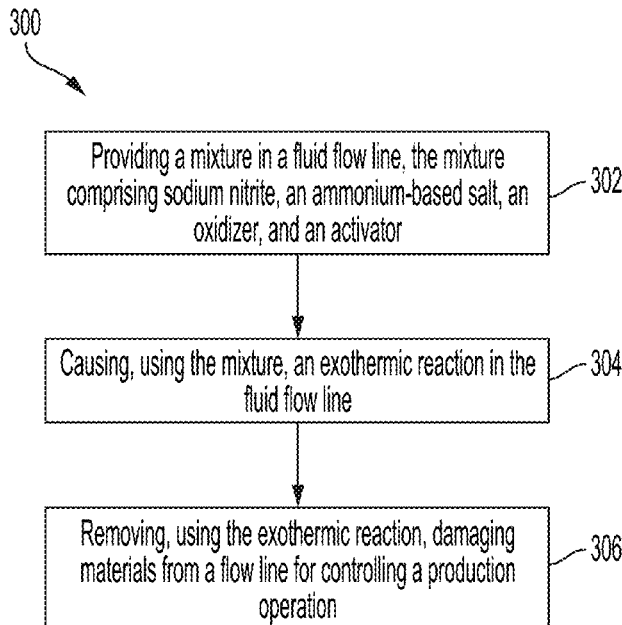 300
Providing a mixture in a fluid flow line, the mixture
comprising sodium nitrite, an ammonium-based salt, an
oxidizer, and an activator
302
Causing, using the mixture, an exothermic reaction in the
fluid flow line
304
Removing, using the exothermic reaction, damaging
materials from a flow line for controlling a production
operation
306